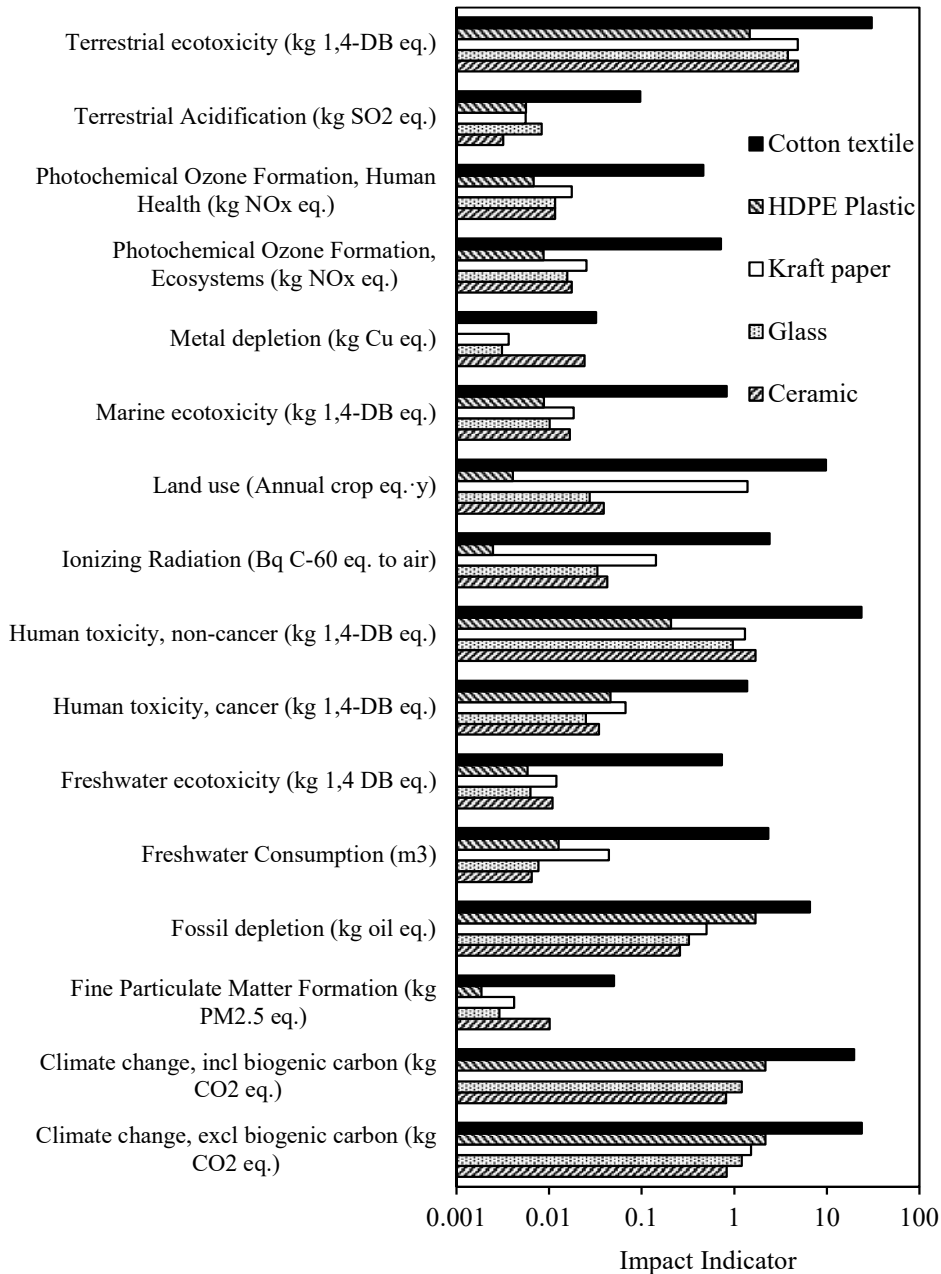 Terrestrial ecotoxicity (kg 1,4-DB eq.)
Terrestrial Acidification (kg SO2 eq.)
Photochemical Ozone Formation, Human
Health (kg NOx eq.)
Photochemical Ozone Formation,
Ecosystems (kg NOx eq.)
Metal depletion (kg Cu eq.)
Marine ecotoxicity (kg 1,4-DB eq.)
Land use (Annual crop eq.·y)
Ionizing Radiation (Bq C-60 eq. to air)
Human toxicity, non-cancer (kg 1,4-DB eq.)
Human toxicity, cancer (kg 1,4-DB eq.)
Freshwater ecotoxicity (kg 1,4 DB eq.)
Freshwater Consumption (m3)
Fossil depletion (kg oil eq.)
Fine Particulate Matter Formation (kg
PM2.5 eq.)
Climate change, incl biogenic carbon (kg
CO2 eq.)
Climate change, excl biogenic carbon (kg
CO2 eq.)
Cotton textile
HDPE Plastic
Kraft paper
Glass
Ceramic
0.001 0.01 0.1 1 10 100
Impact Indicator